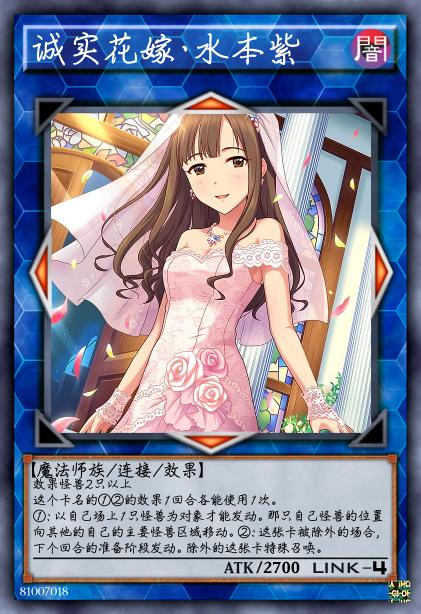 诚实花嫁·水本紫
闇
【魔法师族/连接/效果】
效果怪兽2只以上
这个卡名的①②的效果1回合各能使用1次。
①：以自己场上1只怪兽为对象才能发动。那只自己怪兽的位置
向其他的自己的主要怪兽区域移动。②：这张卡被除外的场合，
下个回合的准备阶段发动。除外的这张卡特殊召唤。
ATK/2700 LINK-4
81007018